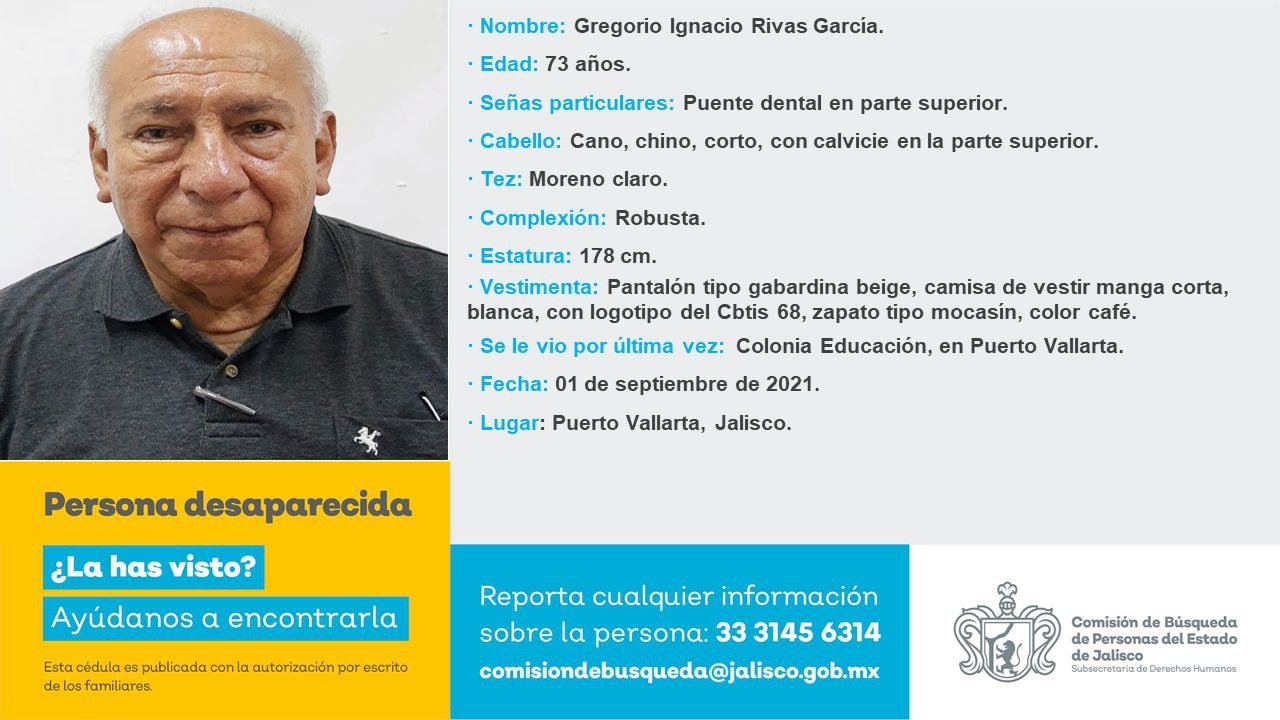 · Nombre: Gregorio Ignacio Rivas García.
· Edad: 73 años.
· Señas particulares: Puente dental en parte superior.
· Cabello: Cano, chino, corto, con calvicie en la parte superior.
· Tez: Moreno claro.
· Complexión: Robusta.
· Estatura: 178 cm.
· Vestimenta: Pantalón tipo gabardina beige, camisa de vestir manga corta,
blanca, con logotipo del Cbtis 68, zapato tipo mocasín, color café.
· Se le vio por última vez: Colonia Educación, en Puerto Vallarta.
· Fecha: 01 de septiembre de 2021.
· Lugar: Puerto Vallarta, Jalisco.
Persona desaparecida
¿La has visto?
Ayúdanos a encontrarla
Esta cédula es publicada con la autorización por escrito
de los familiares.
Reporta cualquier información
sobre la persona: 33 3145 6314
comisiondebusqueda@jalisco.gob.mx
Comisión de Búsqueda
de Personas del Estado
de Jalisco
Subsecretaría de Derechos Humanos